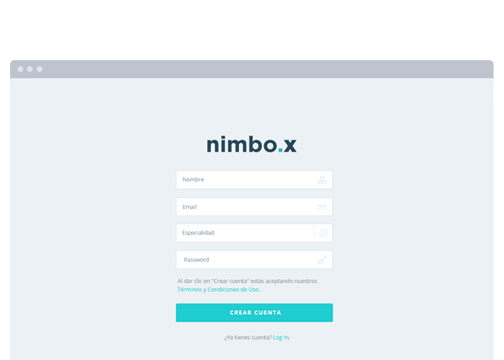 nimbo.x
Nombre
Email
Especialidad
Password
Al dar clic en "Crear cuenta" estás aceptando nuestros
Términos y Condiciones de Uso.
CREAR CUENTA
¿Ya tienes cuenta? Log In.